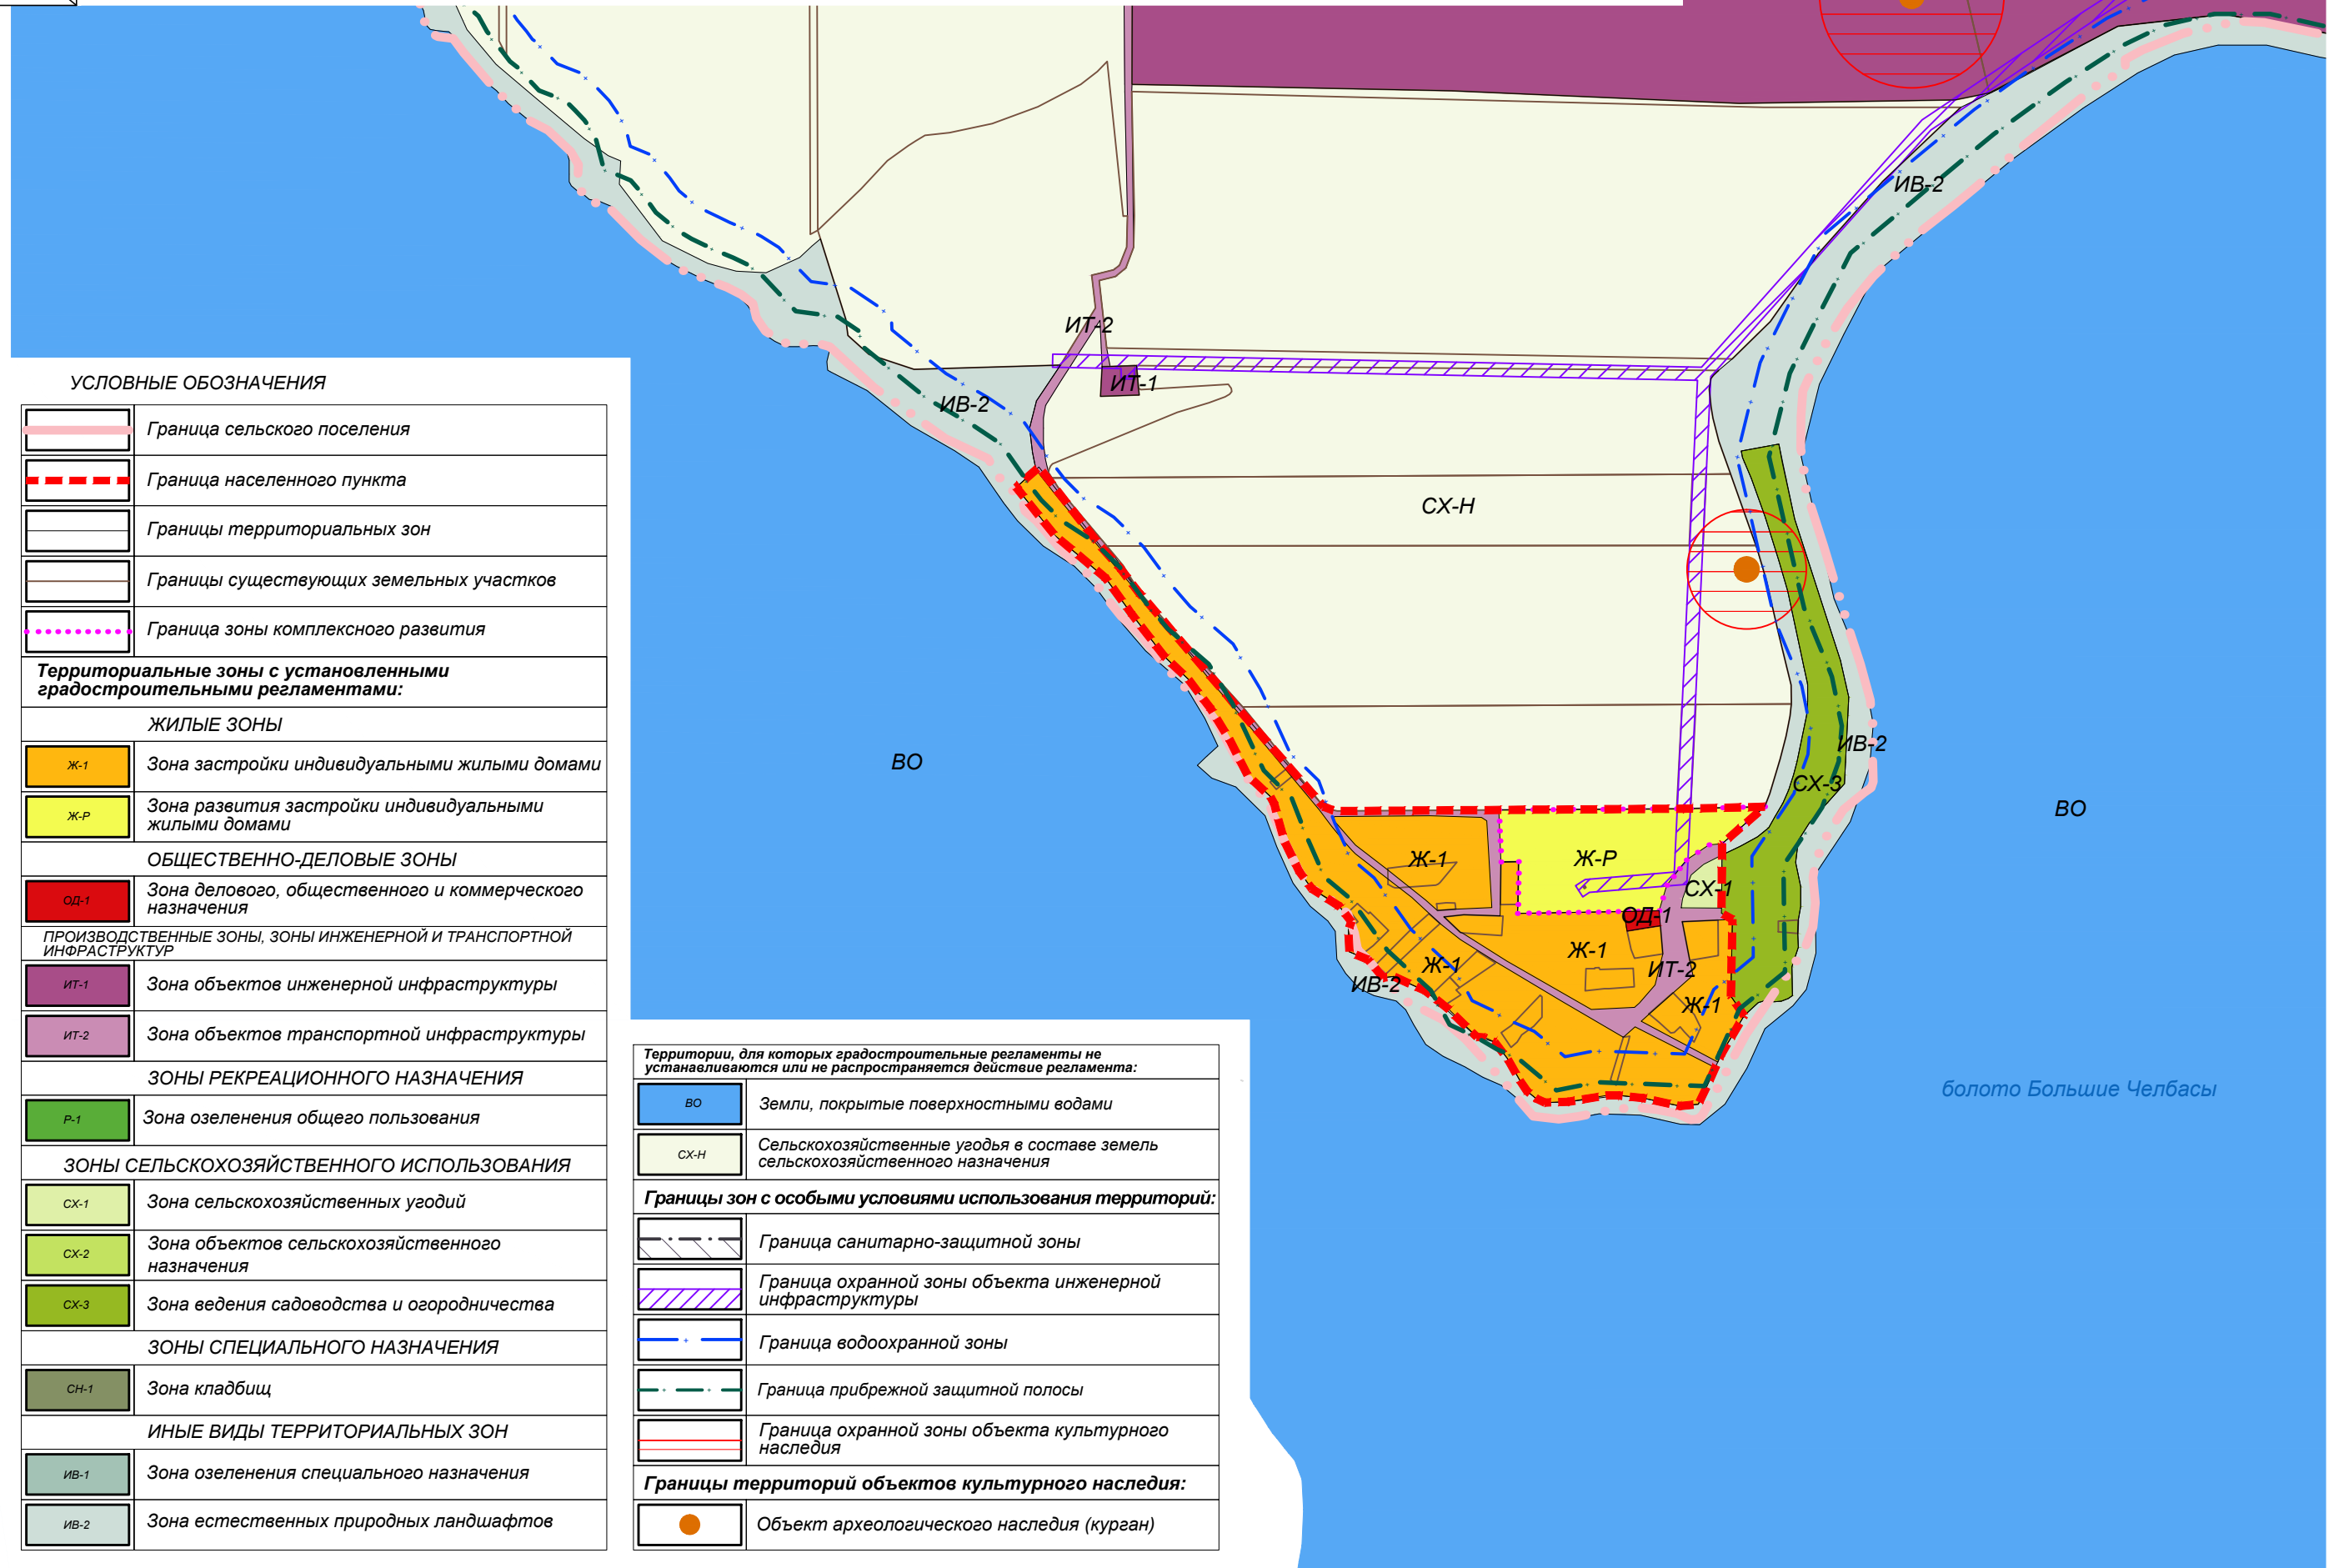 ИВ-2
ИТ-2
ИТ-1
ИВ-2
СХ-Н
ВО
ИВ-2
СХ-3
ВО
Ж-1
Ж-Р
СХ-1
ОД-1
Ж-1
Ж-1
ИТ-2
ИВ-2
Ж-1
болото Большие Челбасы
УСЛОВНЫЕ ОБОЗНАЧЕНИЯ
Граница сельского поселения
Граница населенного пункта
Границы территориальных зон
Границы существующих земельных участков
Граница зоны комплексного развития
Территориальные зоны с установленными
градостроительными регламентами:
ЖИЛЫЕ ЗОНЫ
Ж-1 Зона застройки индивидуальными жилыми домами
Ж-Р Зона развития застройки индивидуальными
жилыми домами
ОБЩЕСТВЕННО-ДЕЛОВЫЕ ЗОНЫ
ОД-1 Зона делового, общественного и коммерческого
назначения
ПРОИЗВОДСТВЕННЫЕ ЗОНЫ, ЗОНЫ ИНЖЕНЕРНОЙ И ТРАНСПОРТНОЙ
ИНФРАСТРУКТУР
ИТ-1 Зона объектов инженерной инфраструктуры
ИТ-2 Зона объектов транспортной инфраструктуры
ЗОНЫ РЕКРЕАЦИОННОГО НАЗНАЧЕНИЯ
Р-1 Зона озеленения общего пользования
ЗОНЫ СЕЛЬСКОХОЗЯЙСТВЕННОГО ИСПОЛЬЗОВАНИЯ
СХ-1 Зона сельскохозяйственных угодий
СХ-2 Зона объектов сельскохозяйственного
назначения
СХ-3 Зона ведения садоводства и огородничества
ЗОНЫ СПЕЦИАЛЬНОГО НАЗНАЧЕНИЯ
СН-1 Зона кладбищ
ИНЫЕ ВИДЫ ТЕРРИТОРИАЛЬНЫХ ЗОН
ИВ-1 Зона озеленения специального назначения
ИВ-2 Зона естественных природных ландшафтов
Территории, для которых градостроительные регламенты не
устанавливаются или не распространяется действие регламента:
ВО Земли, покрытые поверхностными водами
СХ-Н Сельскохозяйственные угодья в составе земель
сельскохозяйственного назначения
Границы зон с особыми условиями использования территорий:
Граница санитарно-защитной зоны
Граница охранной зоны объекта инженерной
инфраструктуры
Граница водоохранной зоны
Граница прибрежной защитной полосы
Граница охранной зоны объекта культурного
наследия
Границы территорий объектов культурного наследия:
Объект археологического наследия (курган)